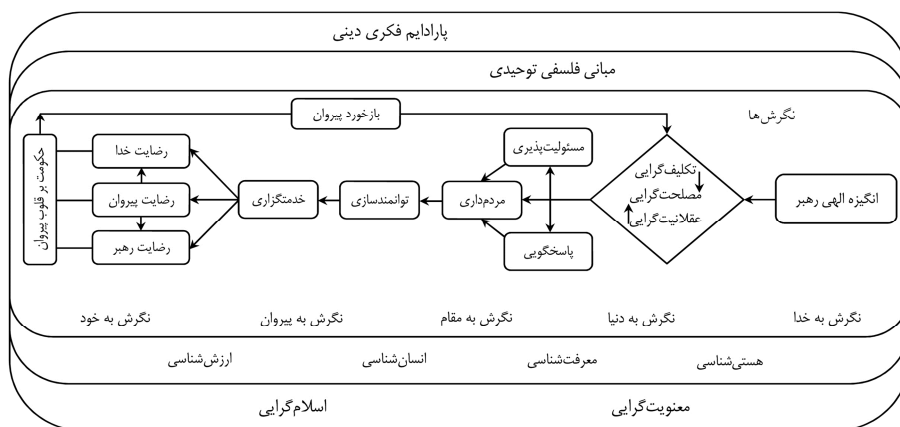 پارادایم فکری دینی
مبانی فلسفی توحیدی
نگرش‌ها
بازخورد پیروان
انگیزه الهی رهبر
تکلیف‌گرایی
مصلحت‌گرایی
عقلانیت‌گرایی
مسئولیت‌پذیری
مردم‌داری
پاسخگویی
توانمندسازی
خدمتگزاری
رضایت خدا
رضایت پیروان
رضایت رهبر
حکومت بر قلوب پیروان
نگرش به خدا
نگرش به دنیا
نگرش به مقام
نگرش به پیروان
نگرش به خود
هستی‌شناسی
معرفت‌شناسی
انسان‌شناسی
ارزش‌شناسی
معنویت‌گرایی
اسلام‌گرایی